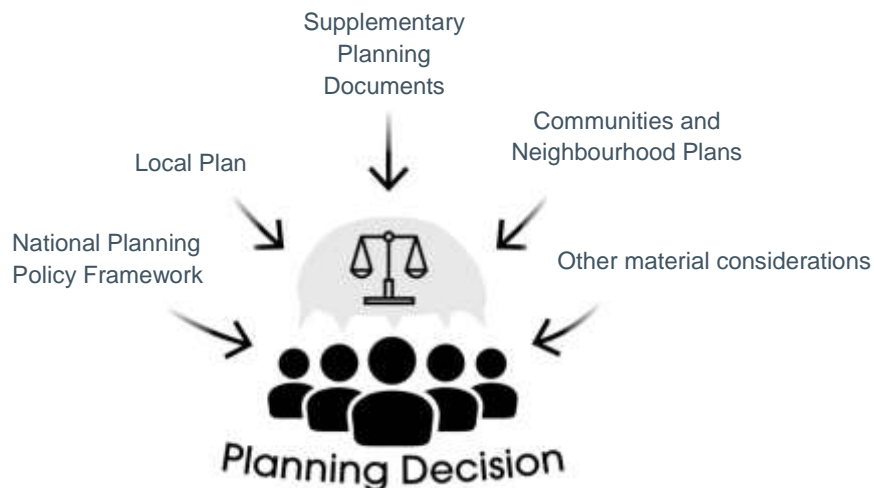 Supplementary
Planning
Documents
Communities and
Neighbourhood Plans
Local Plan
National Planning
Policy Framework
Other material considerations
Planning Decision